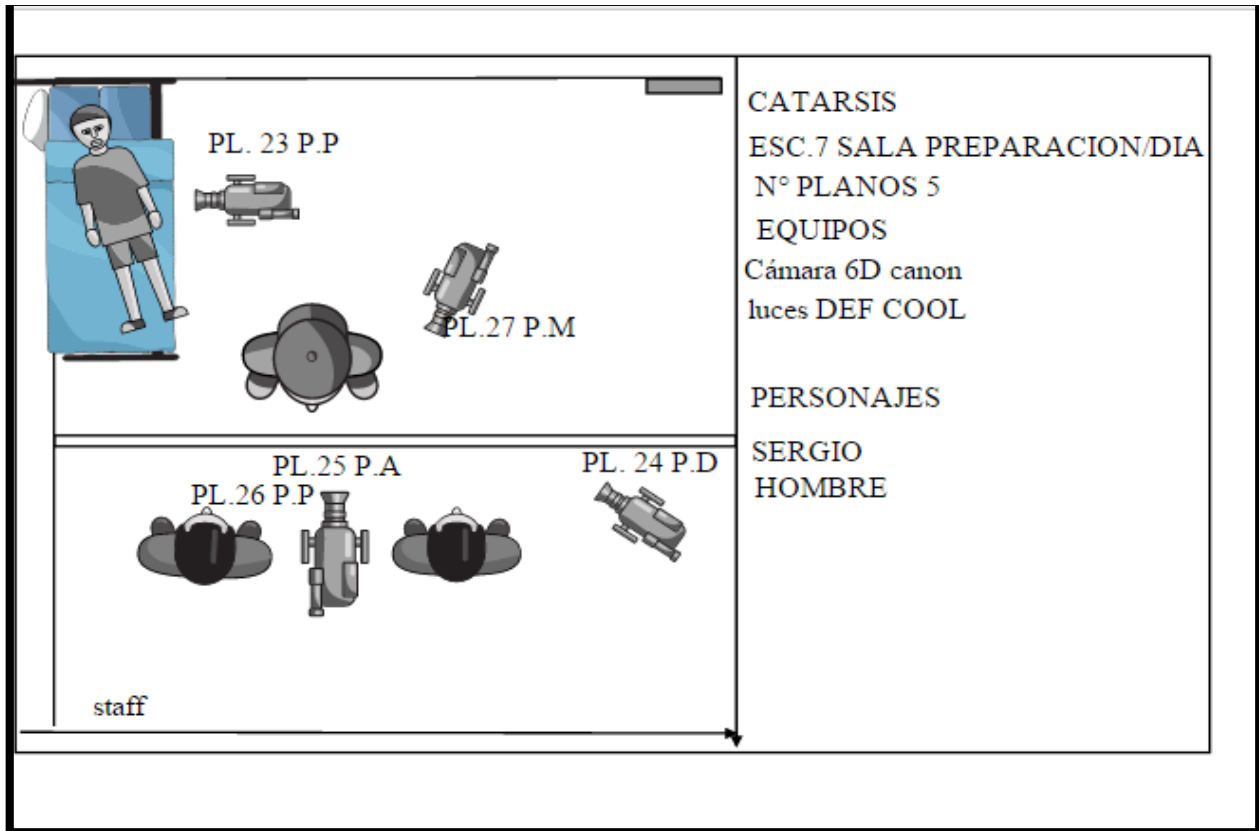 PL. 23 P.P
PL.27 P.M
PL.25 P.A
PL. 24 P.D
PL.26 P.P
staff
CATARSIS
ESC.7 SALA PREPARACION/DIA
N° PLANOS 5
EQUIPOS
Cámara 6D canon
luces DEF COOL
PERSONAJES
SERGIO
HOMBRE